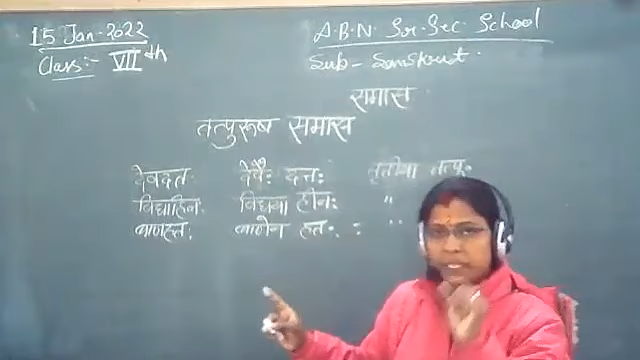 15 Jan-2022
A.B.N. Sr. Sec. School
Class:- VII th
Sub- Sanskrit
समास
तत्पुरूष समास
देवदत्त: देवै: दत्त: तृतीया तत्पु:
विद्याहिन: विद्यया हीन: "
बाणहत: बाणेन हत: : "